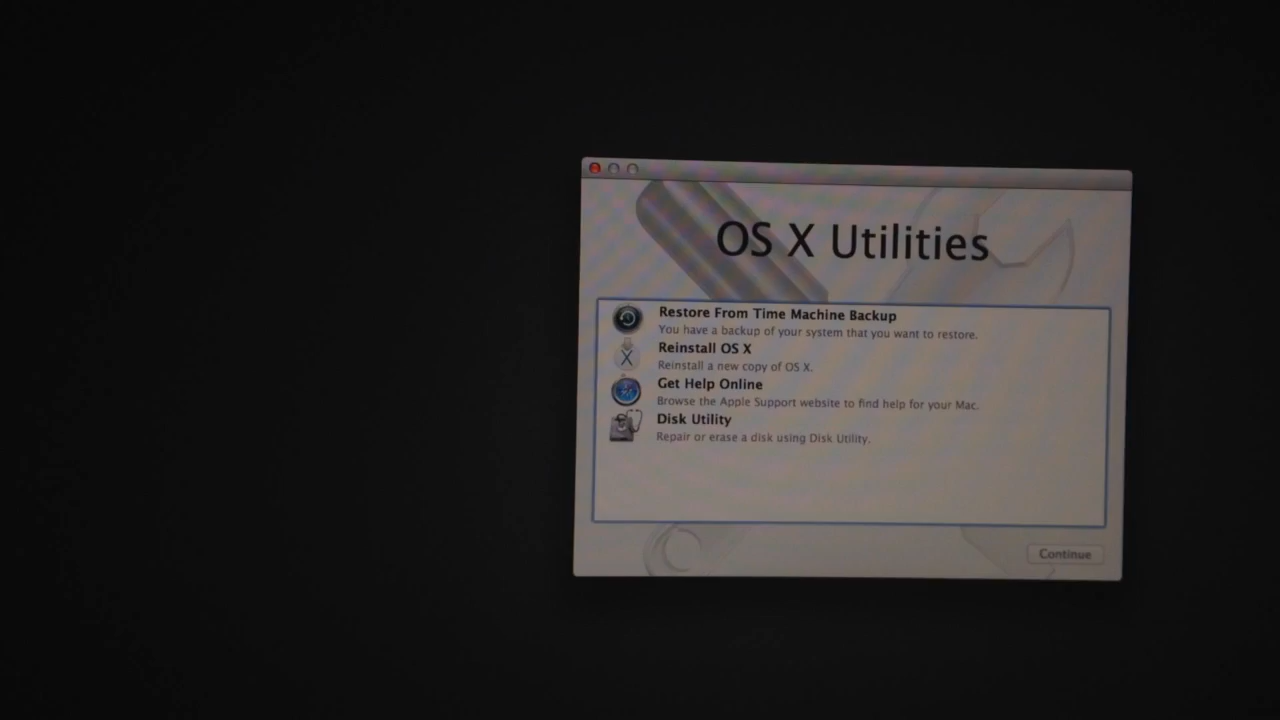 OS X Utilities
Restore From Time Machine Backup
You have a backup of your system that you want to restore.
Reinstall OS X
Reinstall a new copy of OS X.
Get Help Online
Browse the Apple Support website to find help for your Mac.
Disk Utility
Repair or erase a disk using Disk Utility.
Continue